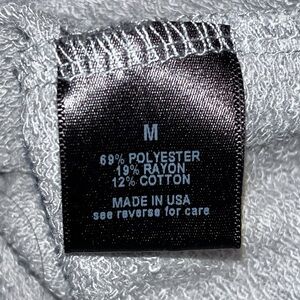 M
69% POLYESTER
19% RAYON
12% COTTON
MADE IN USA
see reverse for care